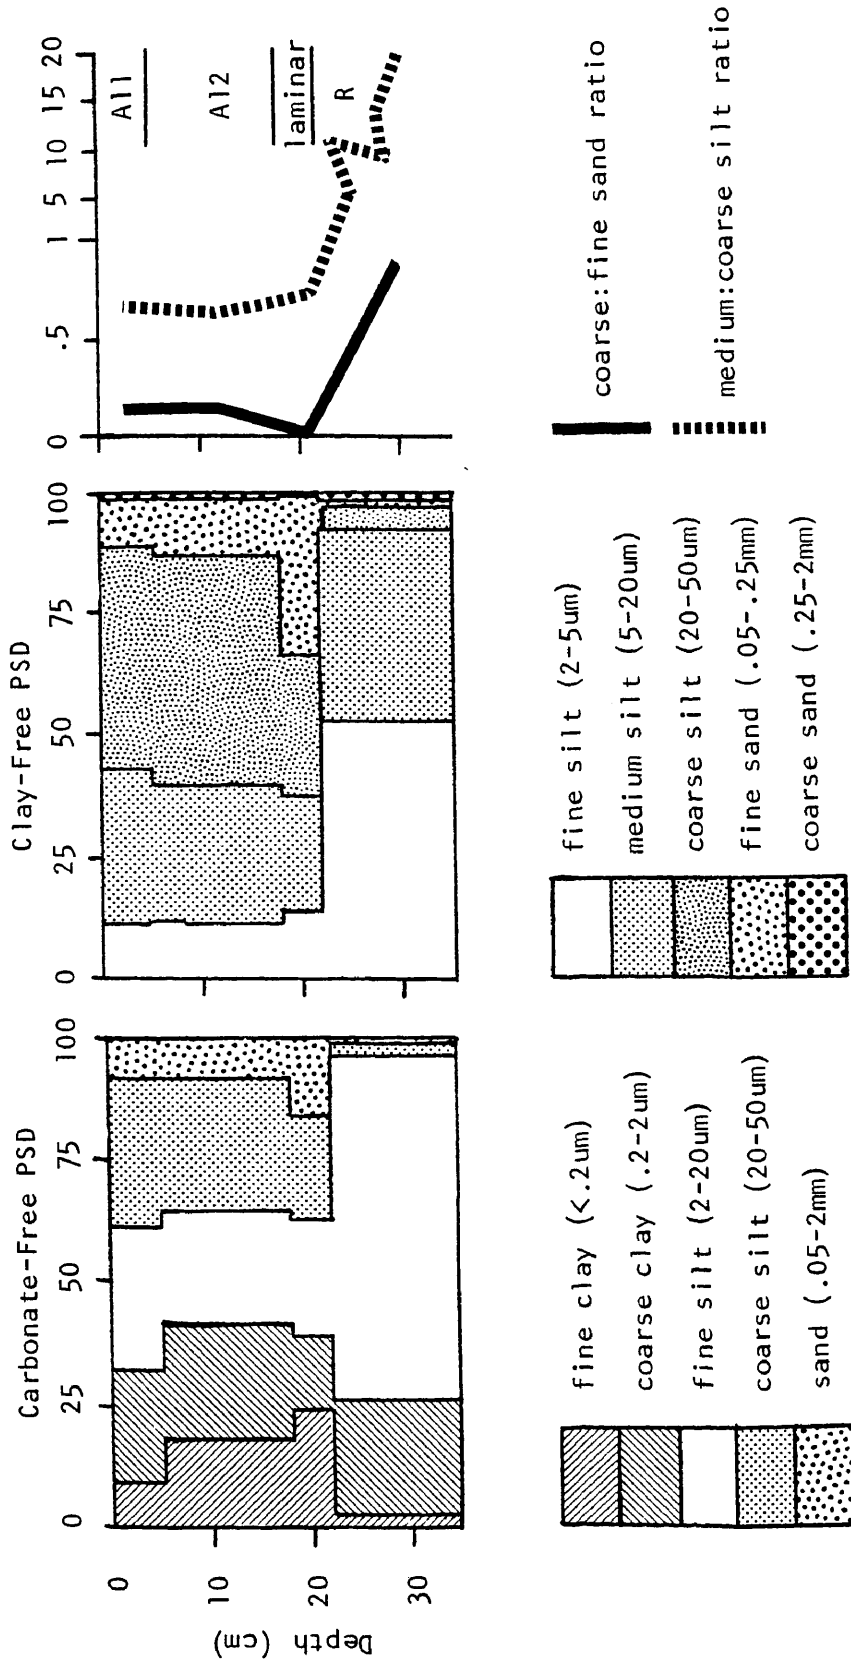 Carbonate-Free PSD
0 25 50 75 100
Depth (cm)
0
10
20
30
Clay-Free PSD
0 25 50 75 100
0 .5 1 5 10 15 20
A11
A12
laminar
R
fine clay (<.2um)
coarse clay (.2-2um)
fine silt (2-20um)
coarse silt (20-50um)
sand (.05-2mm)
fine silt (2-5um)
medium silt (5-20um)
coarse silt (20-50um)
fine sand (.05-.25mm)
coarse sand (.25-2mm)
coarse:fine sand ratio
medium:coarse silt ratio